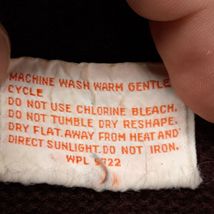 MACHINE WASH WARM GENTLE
CYCLE
DO NOT USE CHLORINE BLEACH.
DO NOT TUMBLE DRY RESHAPE.
DRY FLAT.AWAY FROM HEAT AND
DIRECT SUNLIGHT.DO NOT IRON.
WPL